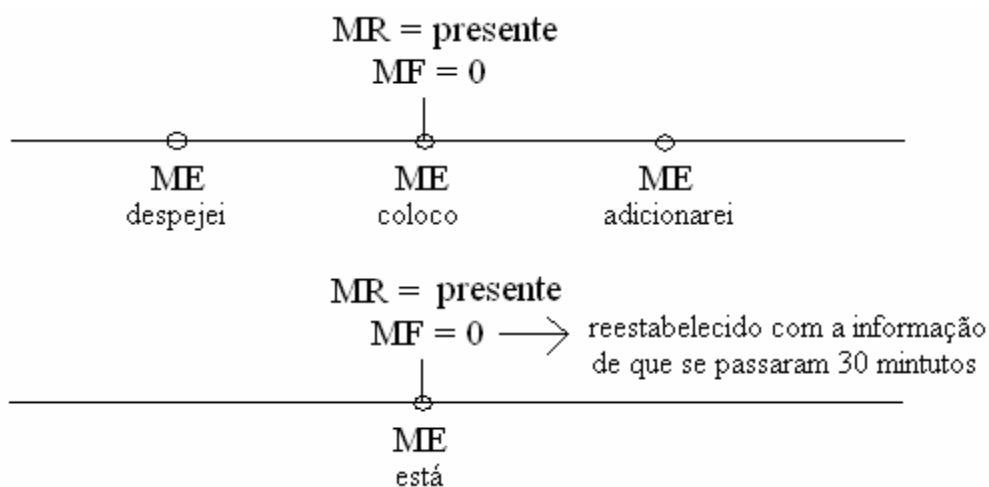 MR = presente
MF = 0
ME ME ME
despejei coloco adicionarei
MR = presente
MF = 0 reestabelecido com a informação
de que se passaram 30 mintutos
ME
está